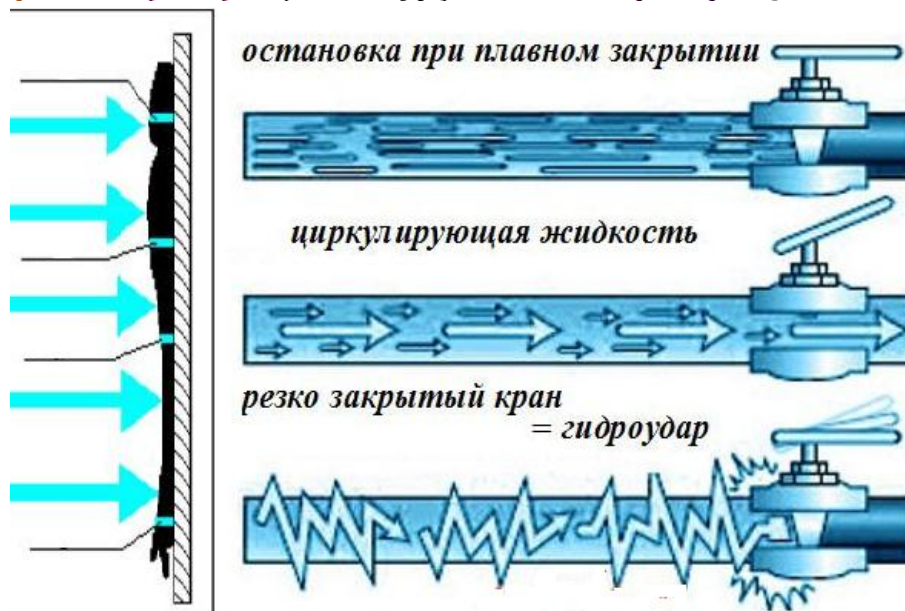 остановка при плавном закрытии
циркулирующая жидкость
резко закрытый кран
= гидроудар